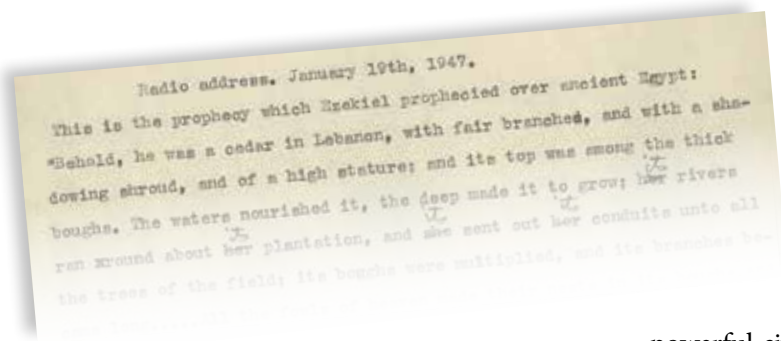 Radio address. January 19th, 1947.
This is the prophecy which Ezekiel prophecied over ancient Egypt:
"Behold, he was a cedar in Lebanon, with fair branched, and with a sha-
dowing shroud, and of a high stature; and its top was among the thick
boughs. The waters nourished it, the deep made it to grow; her rivers
ran around about her plantation, and she sent out her conduits unto all
the trees of the field; its boughs were multiplied, and its branches be-